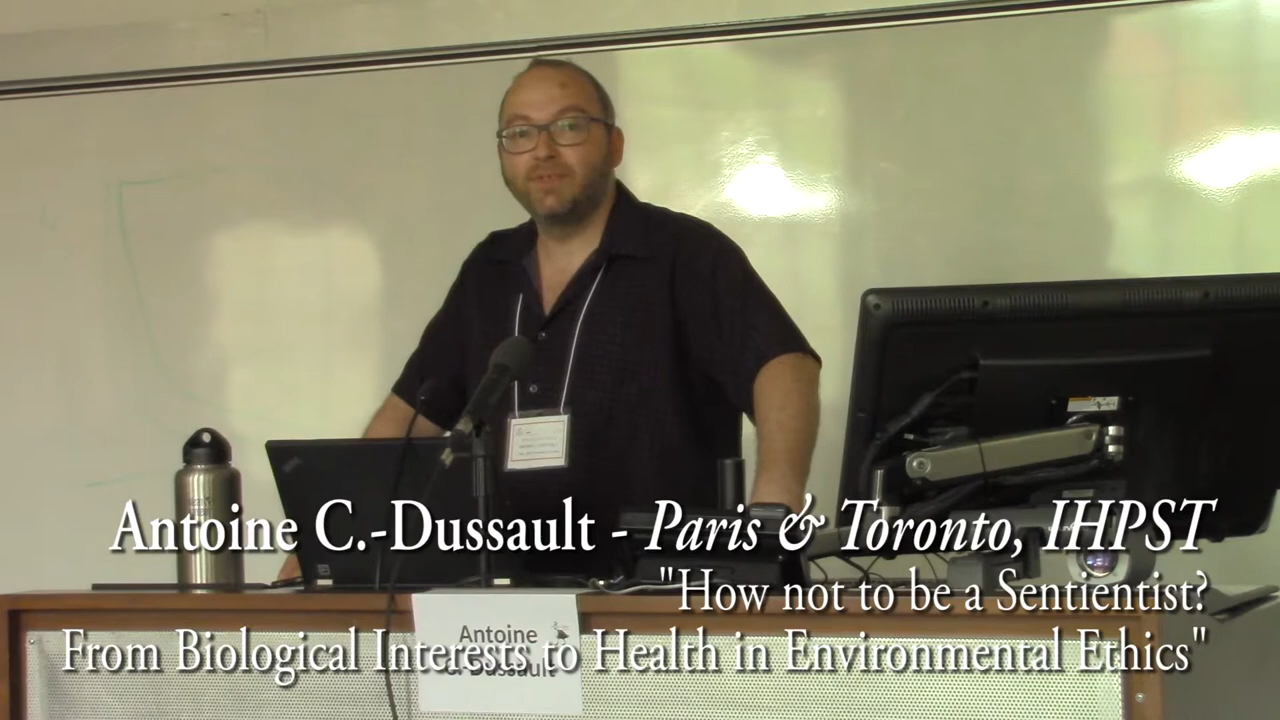 Antoine C.-Dussault - Paris & Toronto, IHPST
"How not to be a Sentientist?
From Biological Interests to Health in Environmental Ethics"
Antoine
C. Dussault